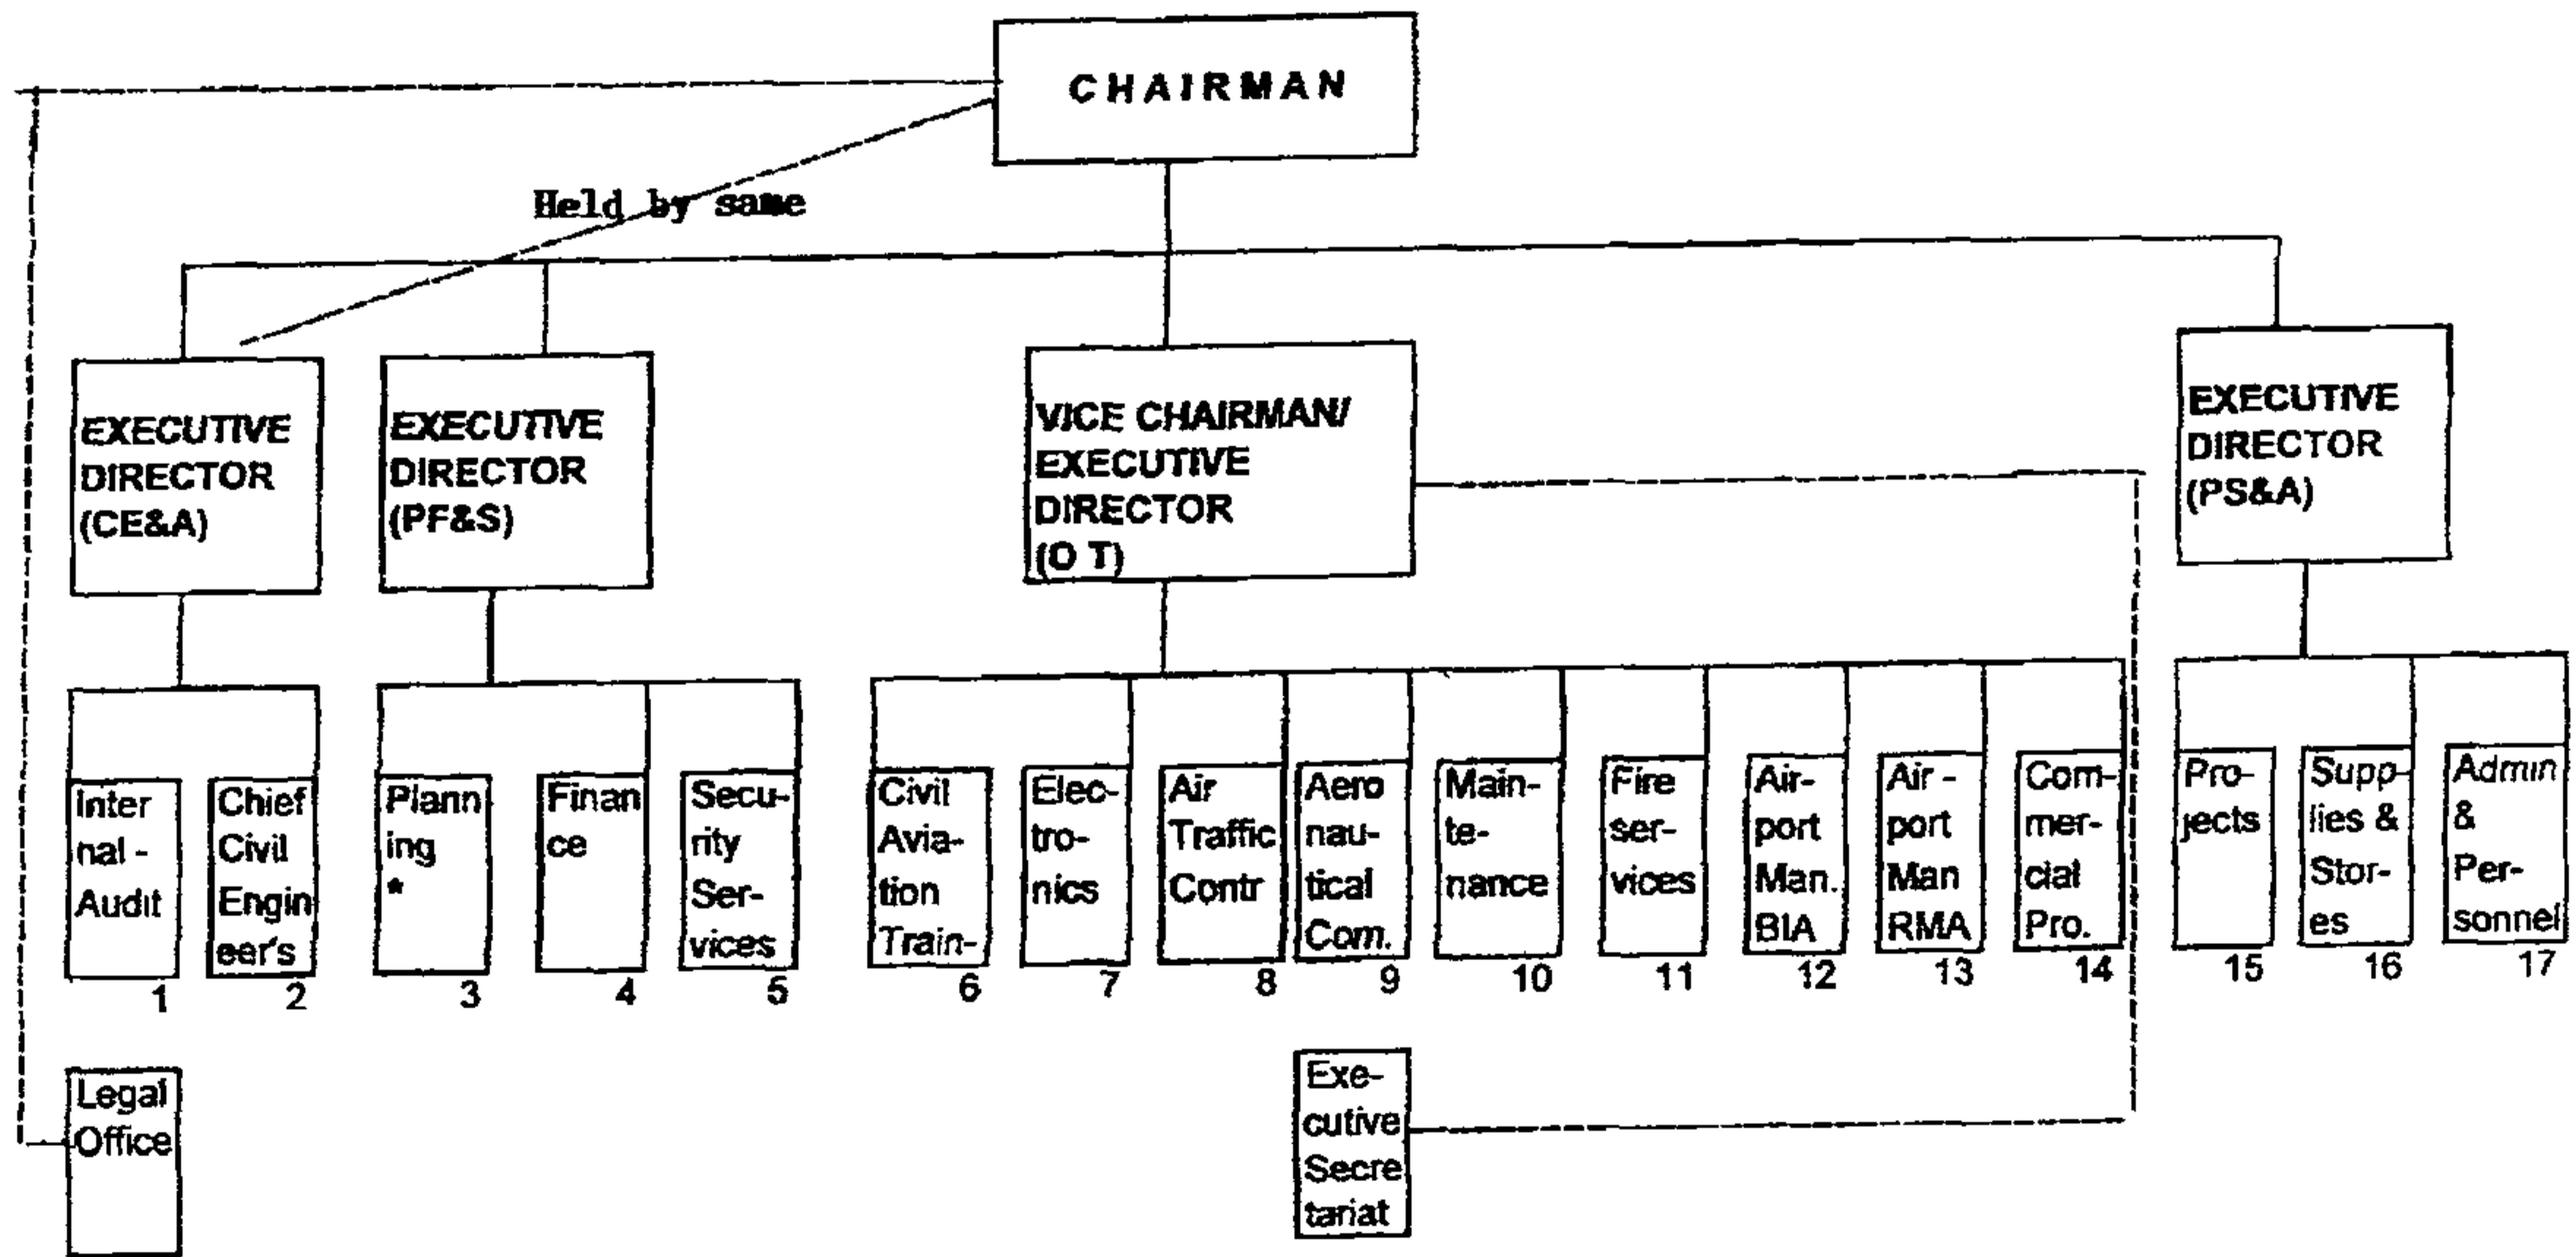 CHAIRMAN
Held by same
EXECUTIVE
DIRECTOR
(CE&A)
EXECUTIVE
DIRECTOR
(PF&S)
VICE CHAIRMAN/
EXECUTIVE
DIRECTOR
(O T)
EXECUTIVE
DIRECTOR
(PS&A)
Inter
nal -
Audit
1
Chief
Civil
Engin
eer's
2
Plann
ing
*
3
Finan
ce
4
Secu-
rity
Ser-
vices
5
Civil
Avia-
tion
Train-
6
Elec-
tro-
nics
7
Air
Traffic
Contr
8
Aero
nau-
tical
Com.
9
Main-
te-
nance
10
Fire
ser-
vices
11
Air-
port
Man.
BIA
12
Air -
port
Man
RMA
13
Com-
mer-
cial
Pro.
14
Pro-
jects
15
Supp-
lies &
Stor-
es
16
Admin
&
Per-
sonnel
17
Legal
Office
Exe-
cutive
Secre
tariat